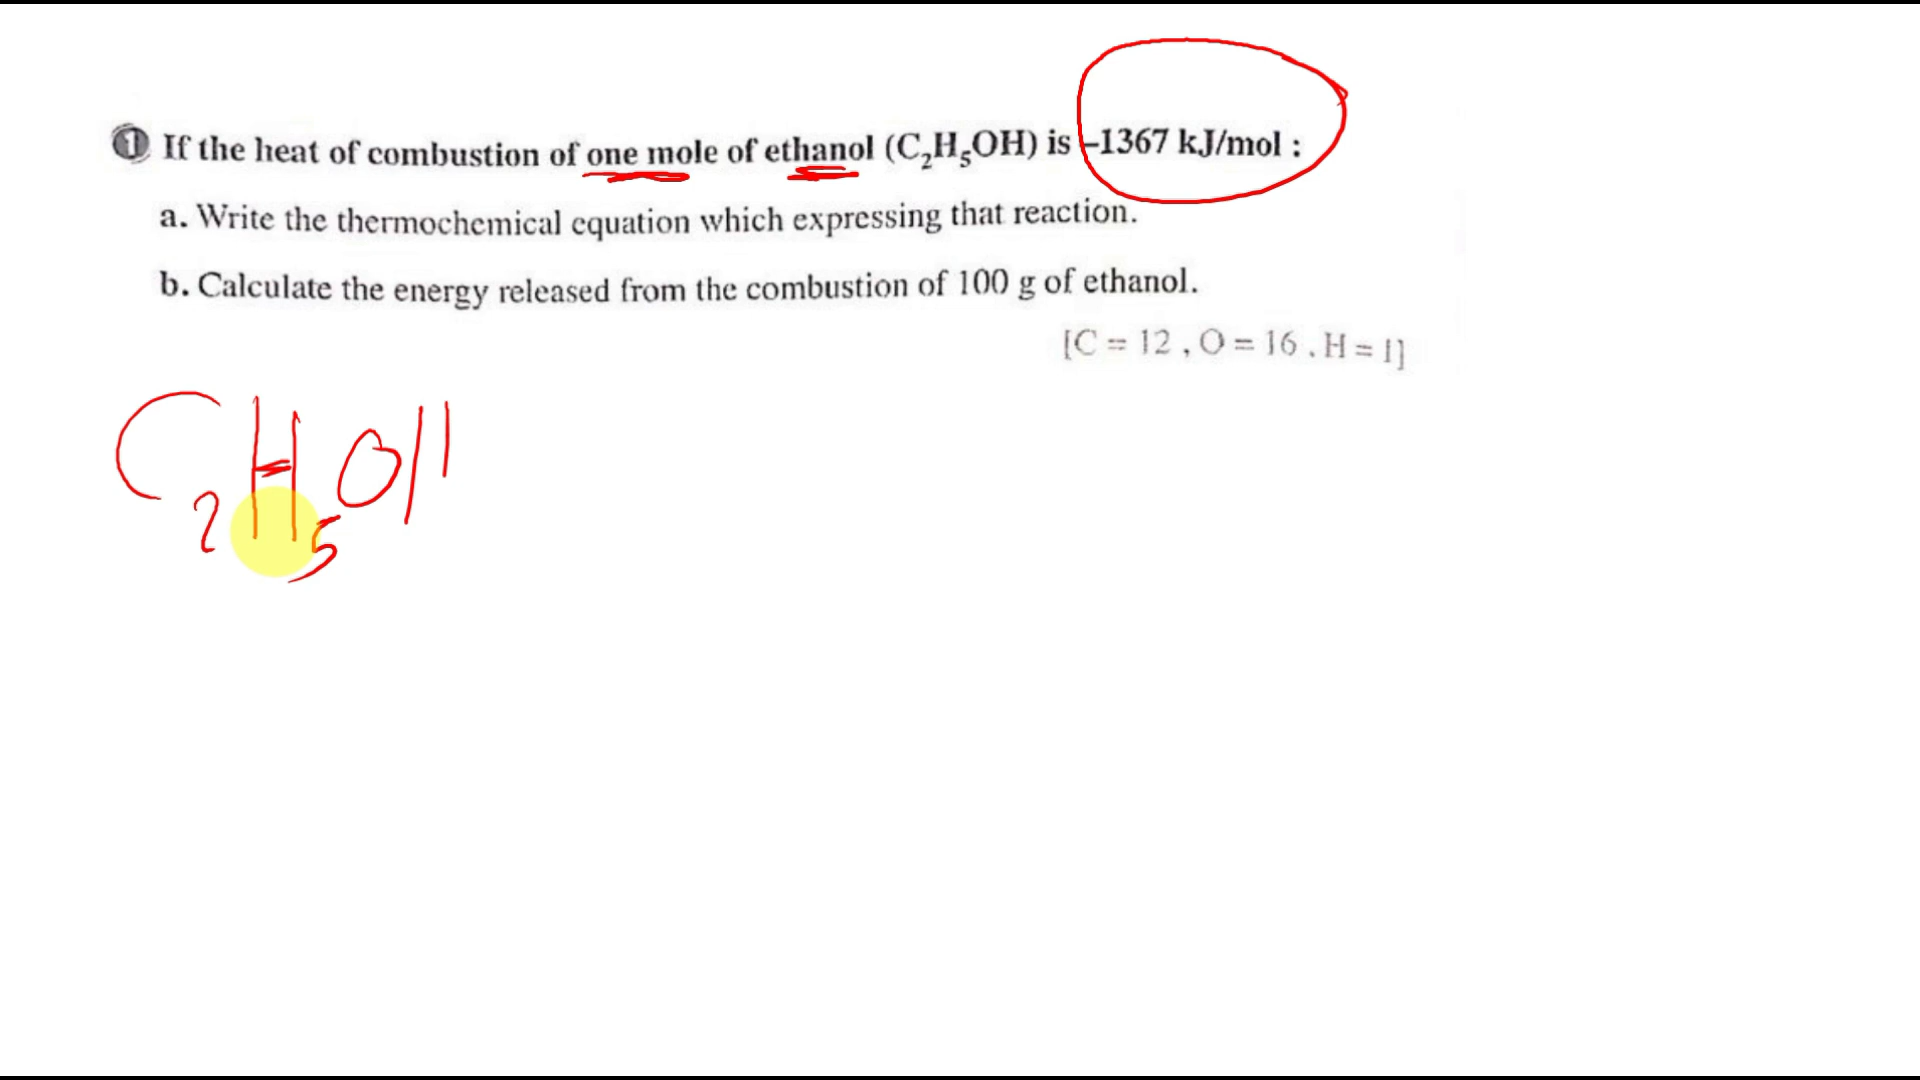 1 If the heat of combustion of one mole of ethanol (C₂H₅OH) is –1367 kJ/mol :
a. Write the thermochemical equation which expressing that reaction.
b. Calculate the energy released from the combustion of 100 g of ethanol.
[C = 12 , O = 16 , H = 1]
C₂H₅OH